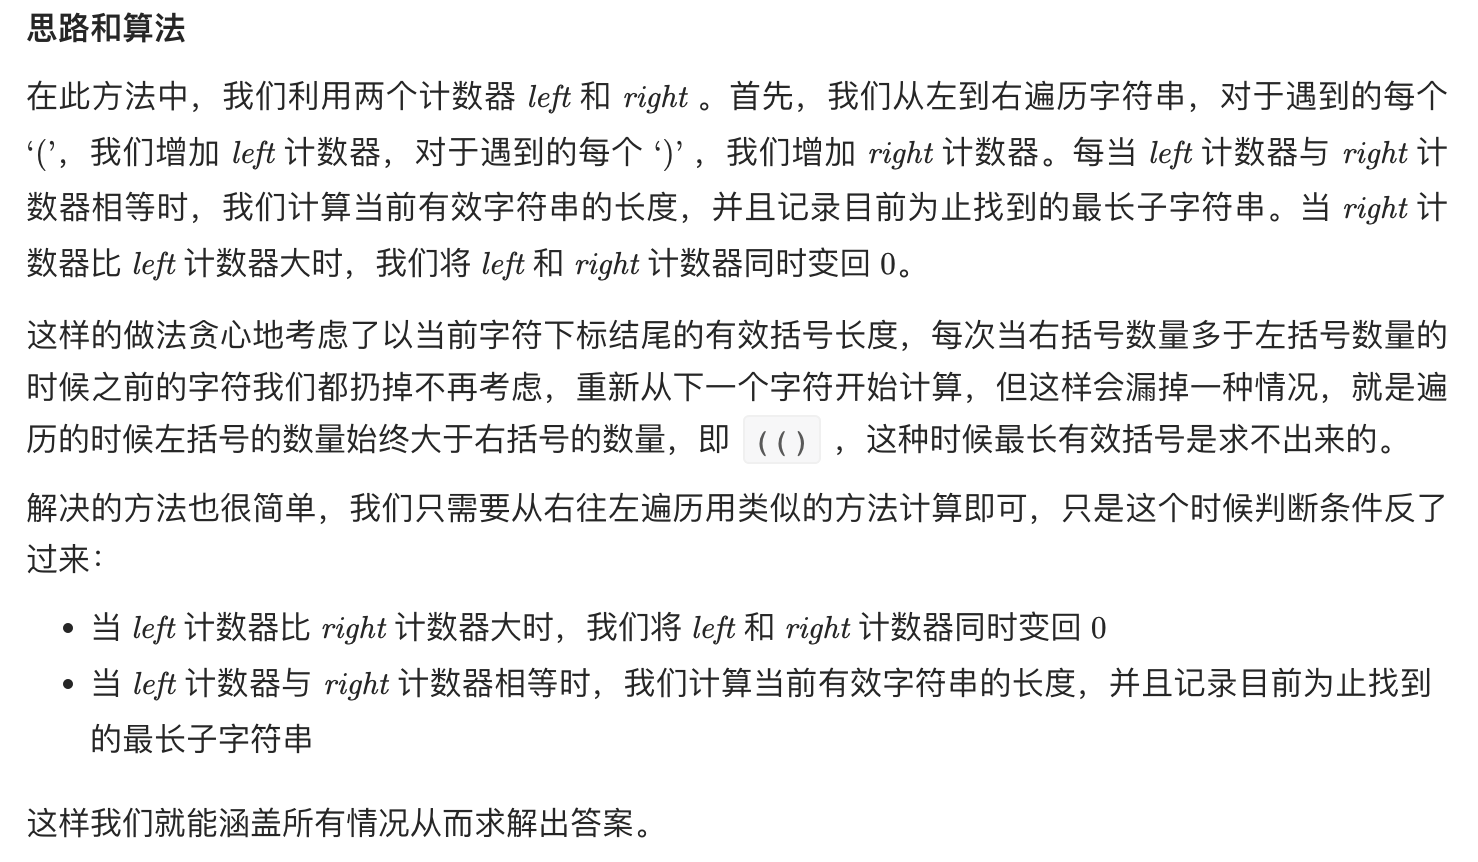 思路和算法
在此方法中，我们利用两个计数器 left 和 right 。首先，我们从左到右遍历字符串，对于遇到的每个
‘(’，我们增加 left 计数器，对于遇到的每个 ‘)’ ，我们增加 right 计数器。每当 left 计数器与 right 计
数器相等时，我们计算当前有效字符串的长度，并且记录目前为止找到的最长子字符串。当 right 计
数器比 left 计数器大时，我们将 left 和 right 计数器同时变回 0。
这样的做法贪心地考虑了以当前字符下标结尾的有效括号长度，每次当右括号数量多于左括号数量的
时候之前的字符我们都扔掉不再考虑，重新从下一个字符开始计算，但这样会漏掉一种情况，就是遍
历的时候左括号的数量始终大于右括号的数量，即 (() ，这种时候最长有效括号是求不出来的。
解决的方法也很简单，我们只需要从右往左遍历用类似的方法计算即可，只是这个时候判断条件反了
过来：
• 当 left 计数器比 right 计数器大时，我们将 left 和 right 计数器同时变回 0
• 当 left 计数器与 right 计数器相等时，我们计算当前有效字符串的长度，并且记录目前为止找到
的最长子字符串
这样我们就能涵盖所有情况从而求解出答案。